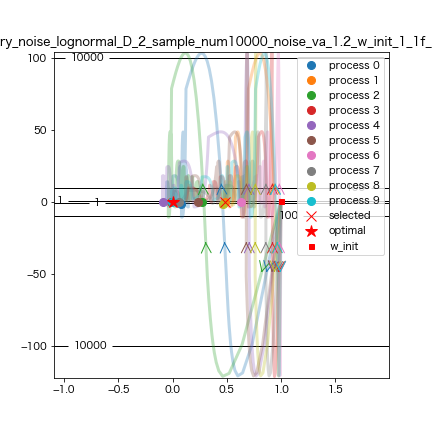 ry_noise_lognormal_D_2_sample_num10000_noise_va_1.2_w_init_1_1f_
100
50
0
−50
−100
−1.0
−0.5
0.0
0.5
1.0
1.5
10000
1
1
100
10000
process 0
process 1
process 2
process 3
process 4
process 5
process 6
process 7
process 8
process 9
selected
optimal
w_init